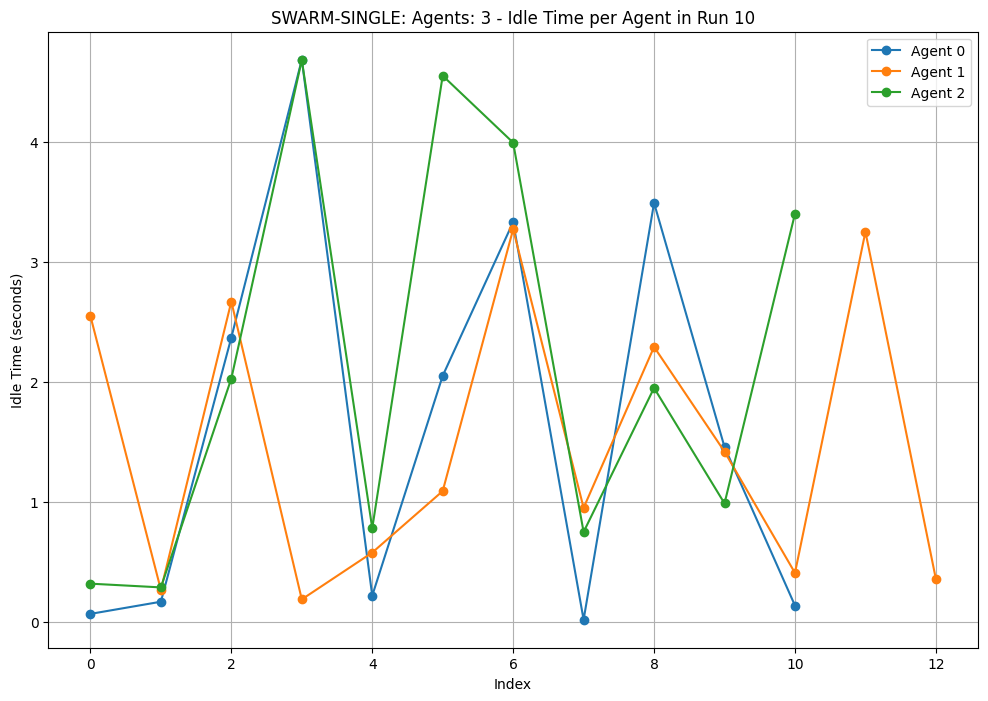 SWARM-SINGLE: Agents: 3 - Idle Time per Agent in Run 10
Agent 0
Agent 1
Agent 2
Idle Time (seconds)
4
3
2
1
0
0 2 4 6 8 10 12
Index